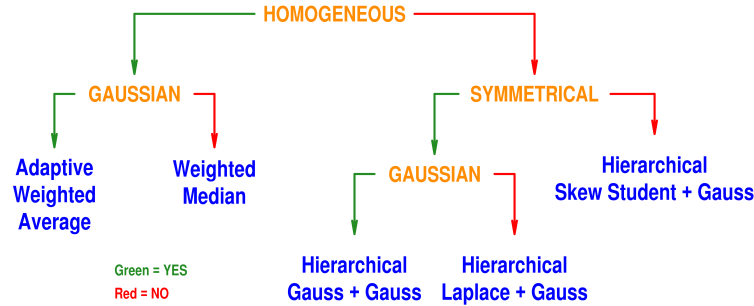 HOMOGENEOUS
GAUSSIAN
SYMMETRICAL
Adaptive
Weighted
Average
Weighted
Median
GAUSSIAN
Hierarchical
Skew Student + Gauss
Hierarchical
Gauss + Gauss
Hierarchical
Laplace + Gauss
Green = YES
Red = NO